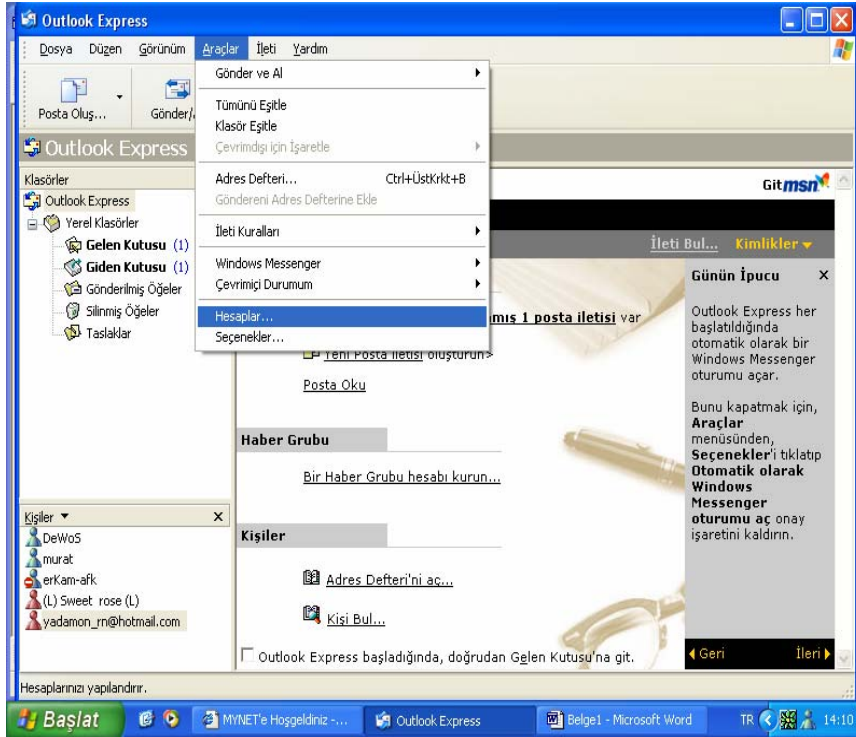 Outlook Express
Dosya Düzen Görünüm Araçlar İleti Yardım
Posta Oluş... Gönder/
Gönder ve Al
Tümünü Eşitle
Klasör Eşitle
Çevrimdışı için İşaretle
Adres Defteri... Ctrl+ÜstKrkt+B
Göndereni Adres Defterine Ekle
İleti Kuralları
Windows Messenger
Çevrimiçi Durumum
Hesaplar...
Seçenekler...
Outlook Express
Klasörler
Outlook Express
Yerel Klasörler
Gelen Kutusu (1)
Giden Kutusu (1)
Gönderilmiş Öğeler
Silinmiş Öğeler
Taslaklar
Kişiler
DeWoS
murat
erKam-afk
(L) Sweet rose (L)
yadamon_rn@hotmail.com
Git msn
İleti Bul... Kimlikler
mış 1 posta iletisi var
Yeni Posta iletisi oluşturun>
Posta Oku
Haber Grubu
Bir Haber Grubu hesabı kurun...
Kişiler
Adres Defteri'ni aç...
Kişi Bul...
Outlook Express başladığında, doğrudan Gelen Kutusu'na git.
Günün İpucu X
Outlook Express her
başlatıldığında
otomatik olarak bir
Windows Messenger
oturumu açar.
Bunu kapatmak için,
Araçlar
menüsünden,
Seçenekler'i tıklatıp
Otomatik olarak
Windows
Messenger
oturumu aç onay
işaretini kaldırın.
Geri İleri
Hesaplarınızı yapılandırır.
Başlat MYNET'e Hoşgeldiniz -... Outlook Express Belge1 - Microsoft Word TR 14:10